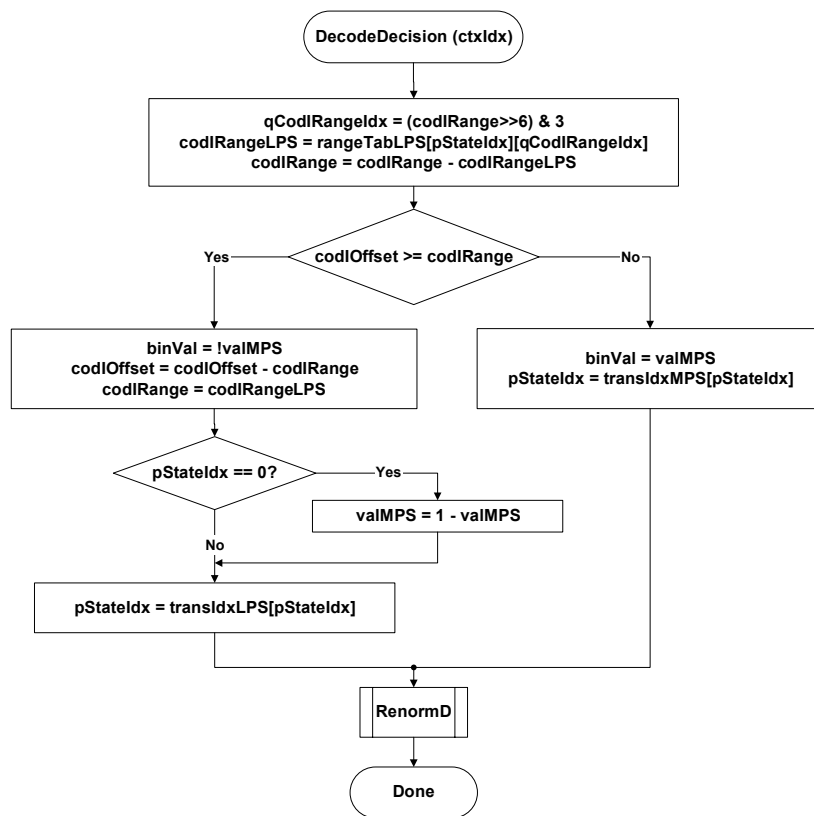 DecodeDecision (ctxIdx)
qCodIRangeIdx = (codIRange>>6) & 3
codIRangeLPS = rangeTabLPS[pStateIdx][qCodIRangeIdx]
codIRange = codIRange - codIRangeLPS
codIOffset >= codIRange
Yes
No
binVal = !valMPS
codIOffset = codIOffset - codIRange
codIRange = codIRangeLPS
binVal = valMPS
pStateIdx = transIdxMPS[pStateIdx]
pStateIdx == 0?
Yes
valMPS = 1 - valMPS
No
pStateIdx = transIdxLPS[pStateIdx]
RenormD
Done